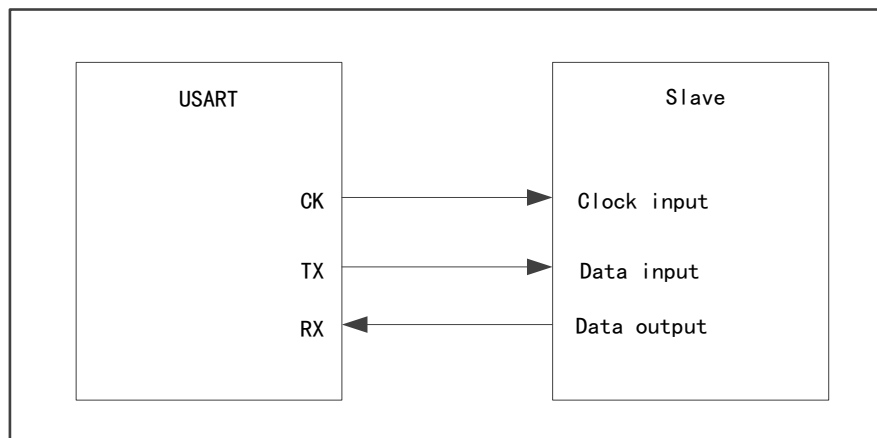 USART
Slave
CK
Clock input
TX
Data input
RX
Data output